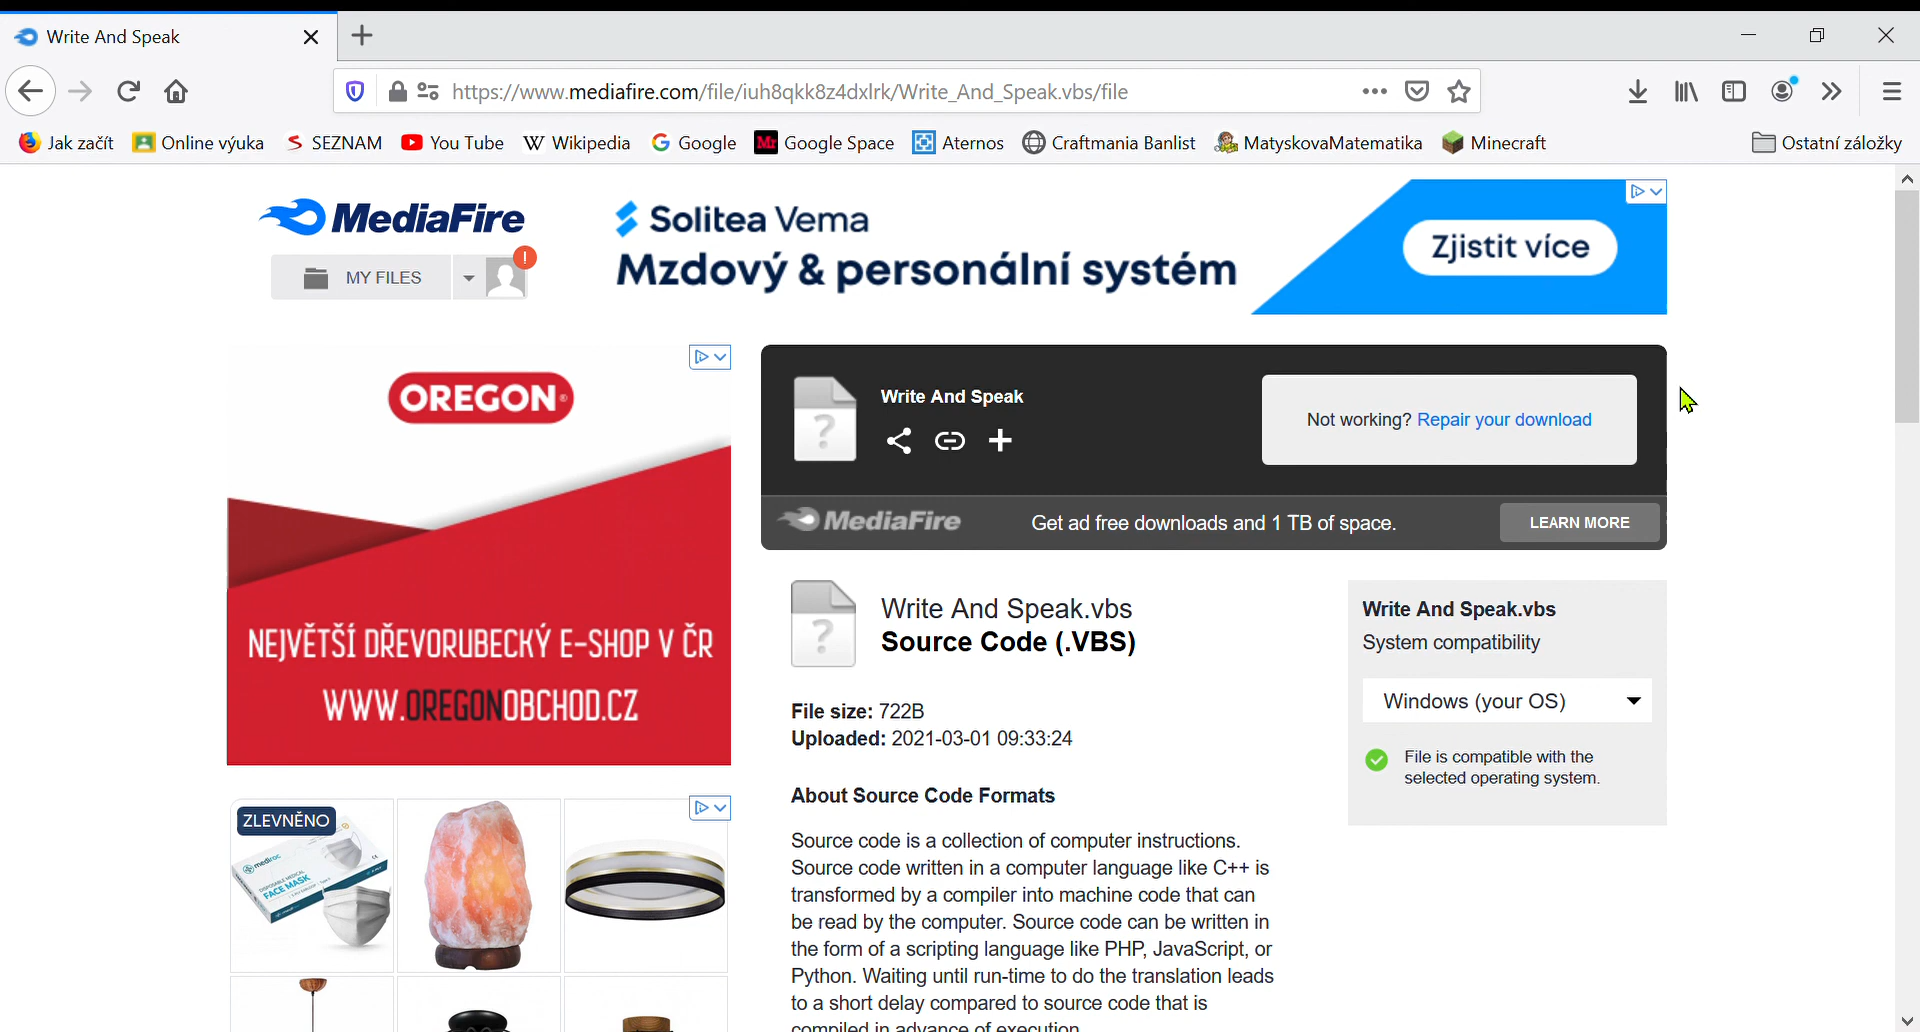 Write And Speak
https://www.mediafire.com/file/iuh8qkk8z4dxlrk/Write_And_Speak.vbs/file
Jak začít
Online výuka
SEZNAM
You Tube
Wikipedia
Google
Google Space
Aternos
Craftmania Banlist
MatyskovaMatematika
Minecraft
Ostatní záložky
MediaFire
MY FILES
!
Solitea Vema
Mzdový & personální systém
Zjistit více
OREGON®
NEJVĚTŠÍ DŘEVORUBECKÝ E-SHOP V ČR
WWW.OREGONOBCHOD.CZ
Write And Speak
Not working? Repair your download
MediaFire
Get ad free downloads and 1 TB of space.
LEARN MORE
Write And Speak.vbs
Source Code (.VBS)
File size: 722B
Uploaded: 2021-03-01 09:33:24
About Source Code Formats
Source code is a collection of computer instructions.
Source code written in a computer language like C++ is
transformed by a compiler into machine code that can
be read by the computer. Source code can be written in
the form of a scripting language like PHP, JavaScript, or
Python. Waiting until run-time to do the translation leads
to a short delay compared to source code that is
compiled in advance of execution
Write And Speak.vbs
System compatibility
Windows (your OS)
File is compatible with the
selected operating system.
ZLEVNĚNO
mediroc
DISPOSABLE MEDICAL
FACE MASK